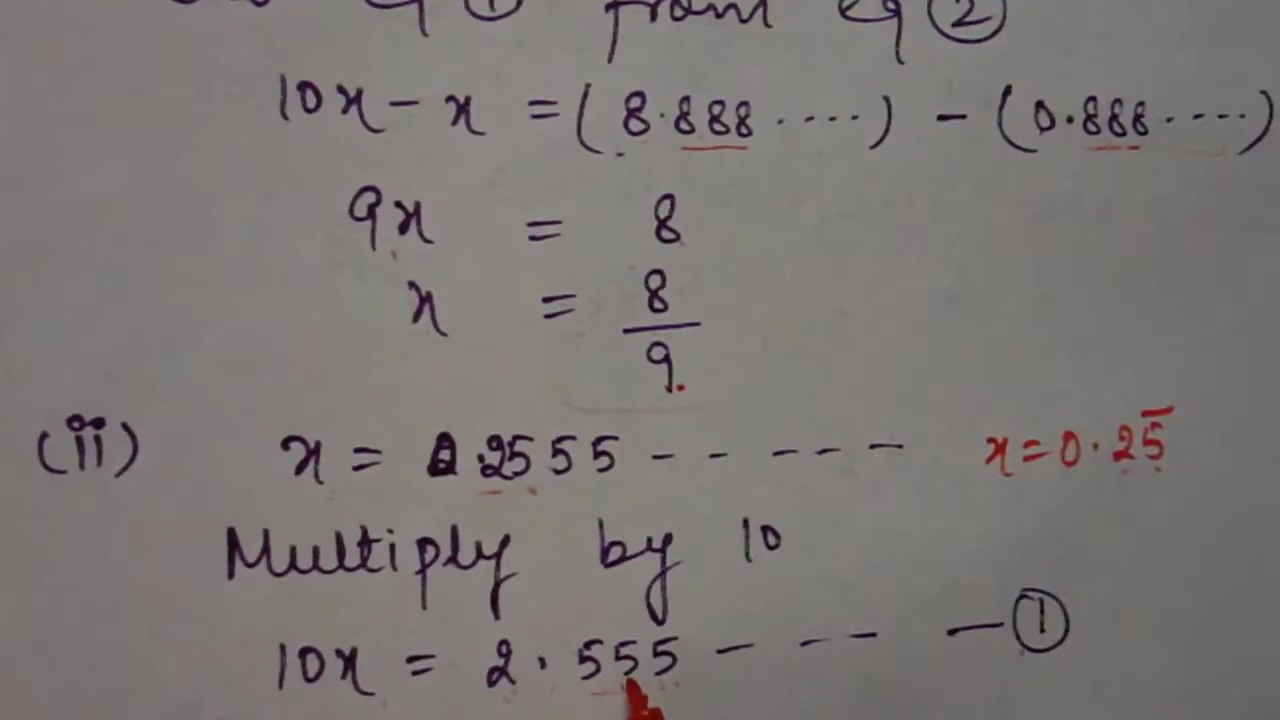 from eq ②
10x - x = (8.888 .....) - (0.888 ....)
9x = 8
x = 8/9
(ii) x = 0.2555 ----- x = 0.25̅
Multiply by 10
10x = 2.555 - - - - ①